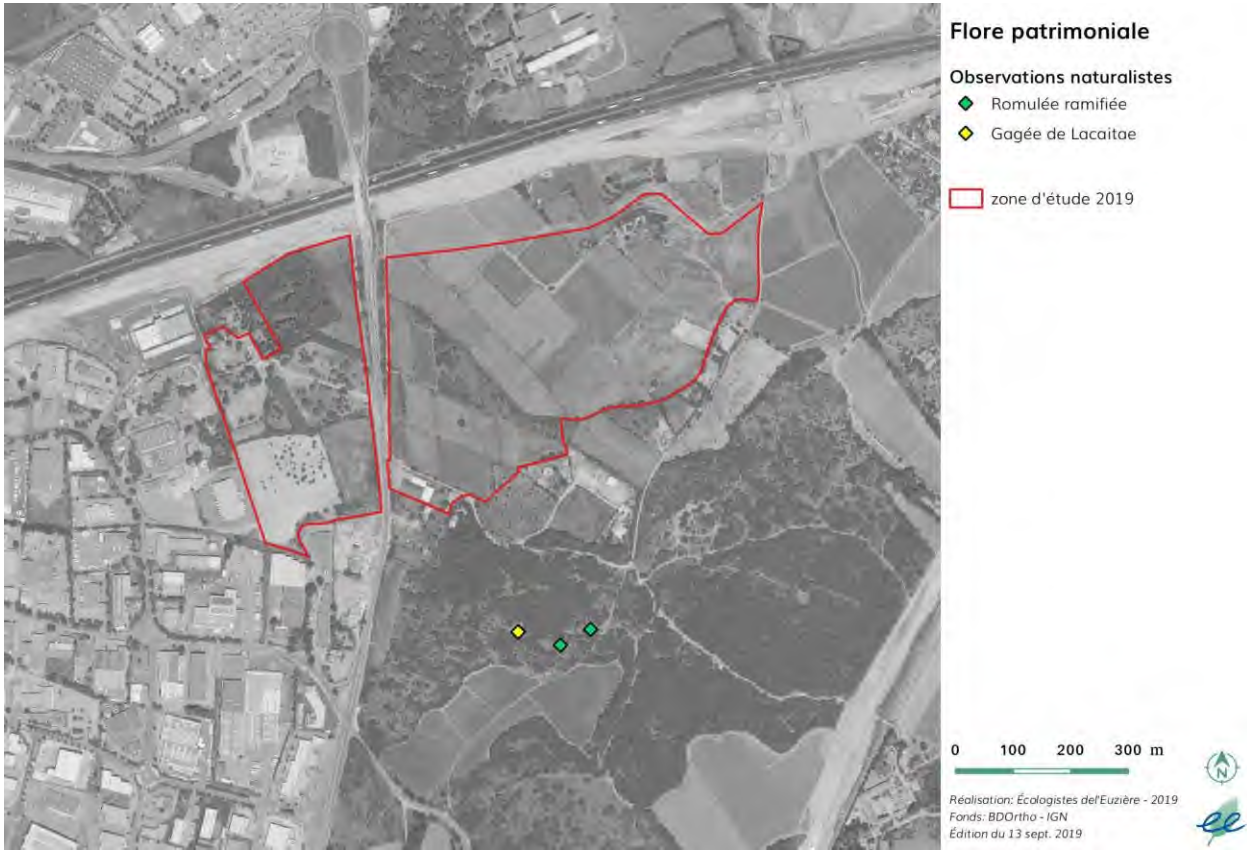 Flore patrimoniale
Observations naturalistes
Romulée ramifiée
Gagée de Lacaitae
zone d'étude 2019
0 100 200 300 m
N
Réalisation: Écologistes del'Euzière - 2019
Fonds: BDOrtho - IGN
Édition du 13 sept. 2019
ee